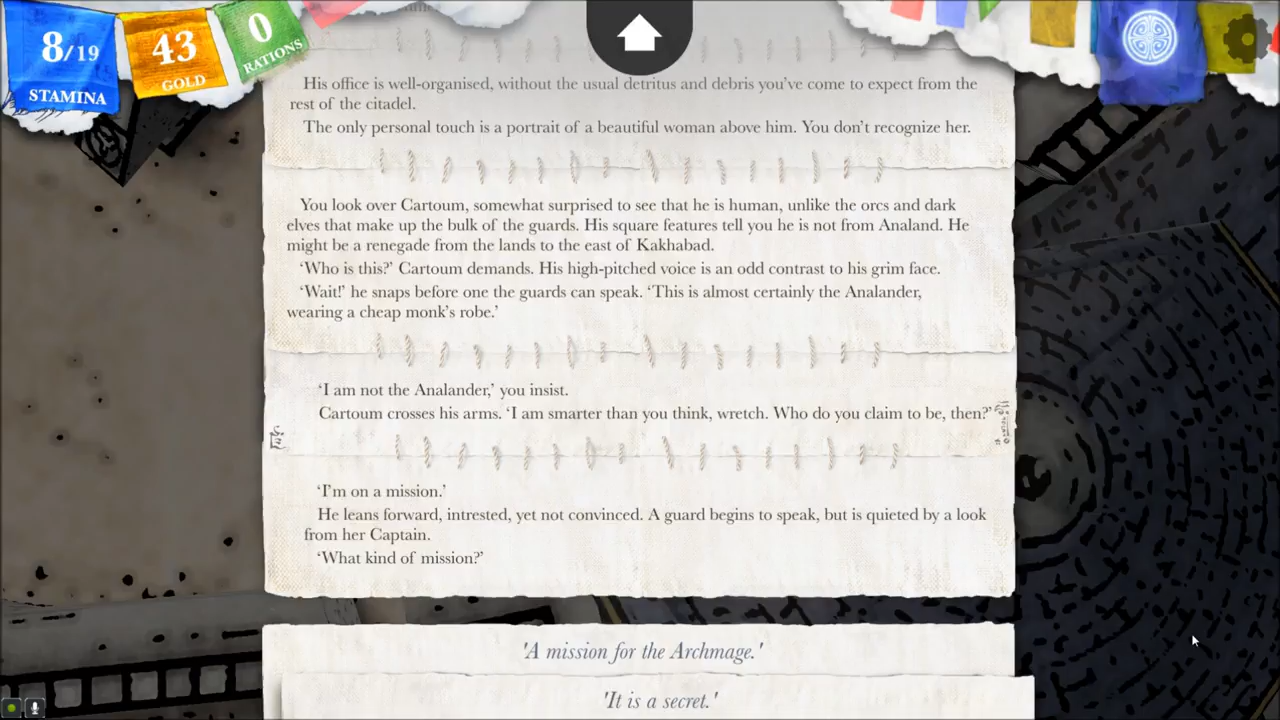 8/19
STAMINA
43
GOLD
0
RATIONS
His office is well-organised, without the usual detritus and debris you've come to expect from the
rest of the citadel.
The only personal touch is a portrait of a beautiful woman above him. You don't recognize her.
You look over Cartoum, somewhat surprised to see that he is human, unlike the orcs and dark
elves that make up the bulk of the guards. His square features tell you he is not from Analand. He
might be a renegade from the lands to the east of Kakhabad.
‘Who is this?’ Cartoum demands. His high-pitched voice is an odd contrast to his grim face.
‘Wait!’ he snaps before one the guards can speak. ‘This is almost certainly the Analander,
wearing a cheap monk’s robe.’
‘I am not the Analander,’ you insist.
Cartoum crosses his arms. ‘I am smarter than you think, wretch. Who do you claim to be, then?’
‘I’m on a mission.’
He leans forward, intrested, yet not convinced. A guard begins to speak, but is quieted by a look
from her Captain.
‘What kind of mission?’
'A mission for the Archmage.'
'It is a secret.'